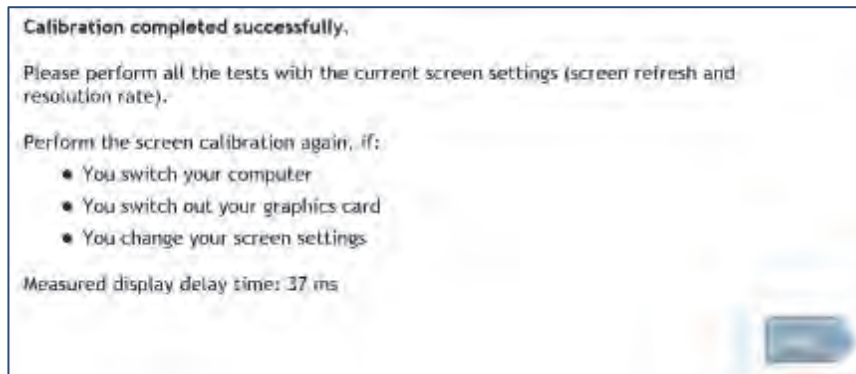 Calibration completed successfully.
Please perform all the tests with the current screen settings (screen refresh and
resolution rate).
Perform the screen calibration again, if:
• You switch your computer
• You switch out your graphics card
• You change your screen settings
Measured display delay time: 37 ms